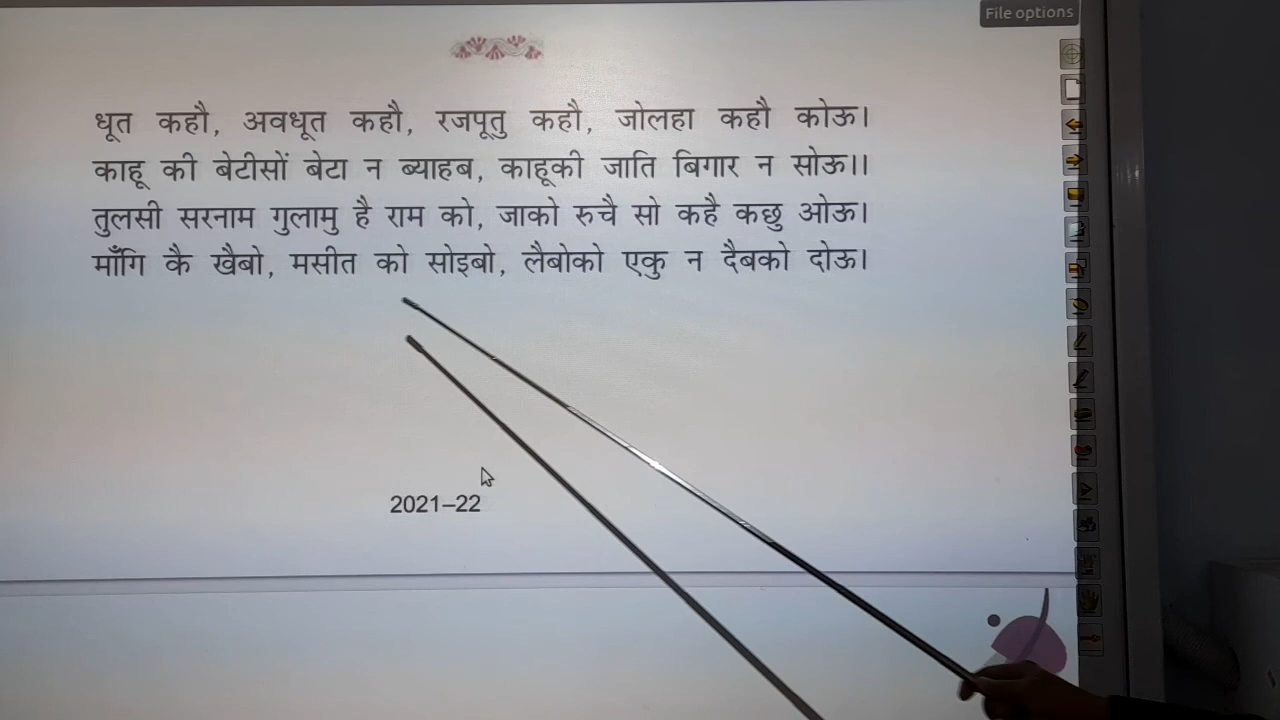 File options
धूत कहौ, अवधूत कहौ, रजपूतु कहौ, जोलहा कहौ कोऊ।
काहू की बेटीसों बेटा न ब्याहब, काहूकी जाति बिगार न सोऊ।।
तुलसी सरनाम गुलामु है राम को, जाको रुचै सो कहै कछु ओऊ।
माँगि कै खैबो, मसीत को सोइबो, लैबोको एकु न दैबको दोऊ।
2021–22